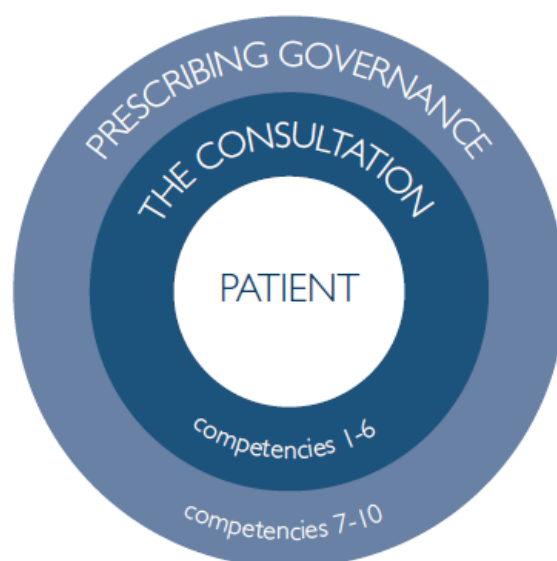 PRESCRIBING GOVERNANCE
THE CONSULTATION
PATIENT
competencies 1-6
competencies 7-10